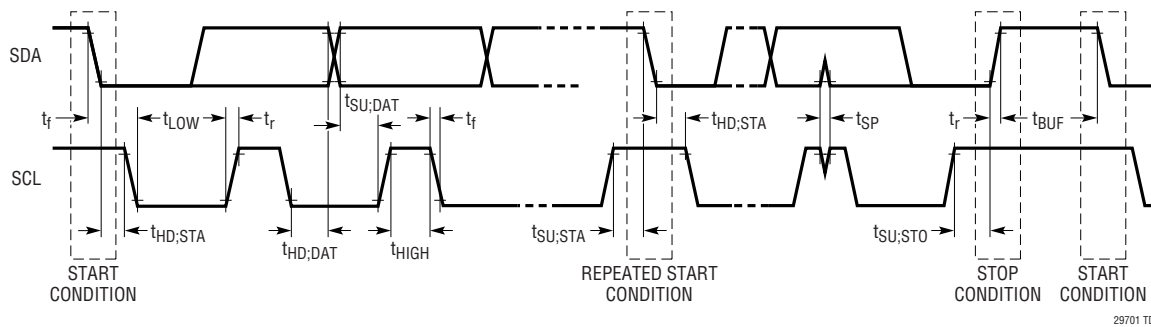 SDA
tf
tLOW
tr
tSU;DAT
tf
tHD;STA
tSP
tr
tBUF
SCL
tHD;STA
tHD;DAT
tHIGH
tSU;STA
tSU;STO
START
CONDITION
REPEATED START
CONDITION
STOP
CONDITION
START
CONDITION